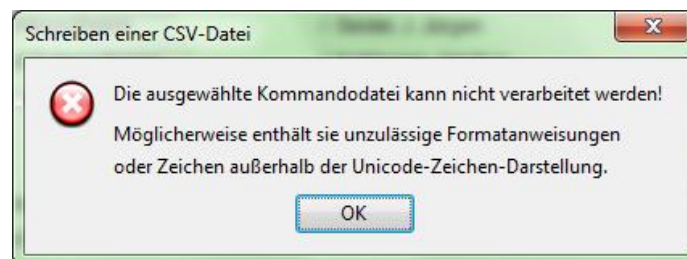 Schreiben einer CSV-Datei
Die ausgewählte Kommandodatei kann nicht verarbeitet werden!
Möglicherweise enthält sie unzulässige Formatanweisungen
oder Zeichen außerhalb der Unicode-Zeichen-Darstellung.
OK